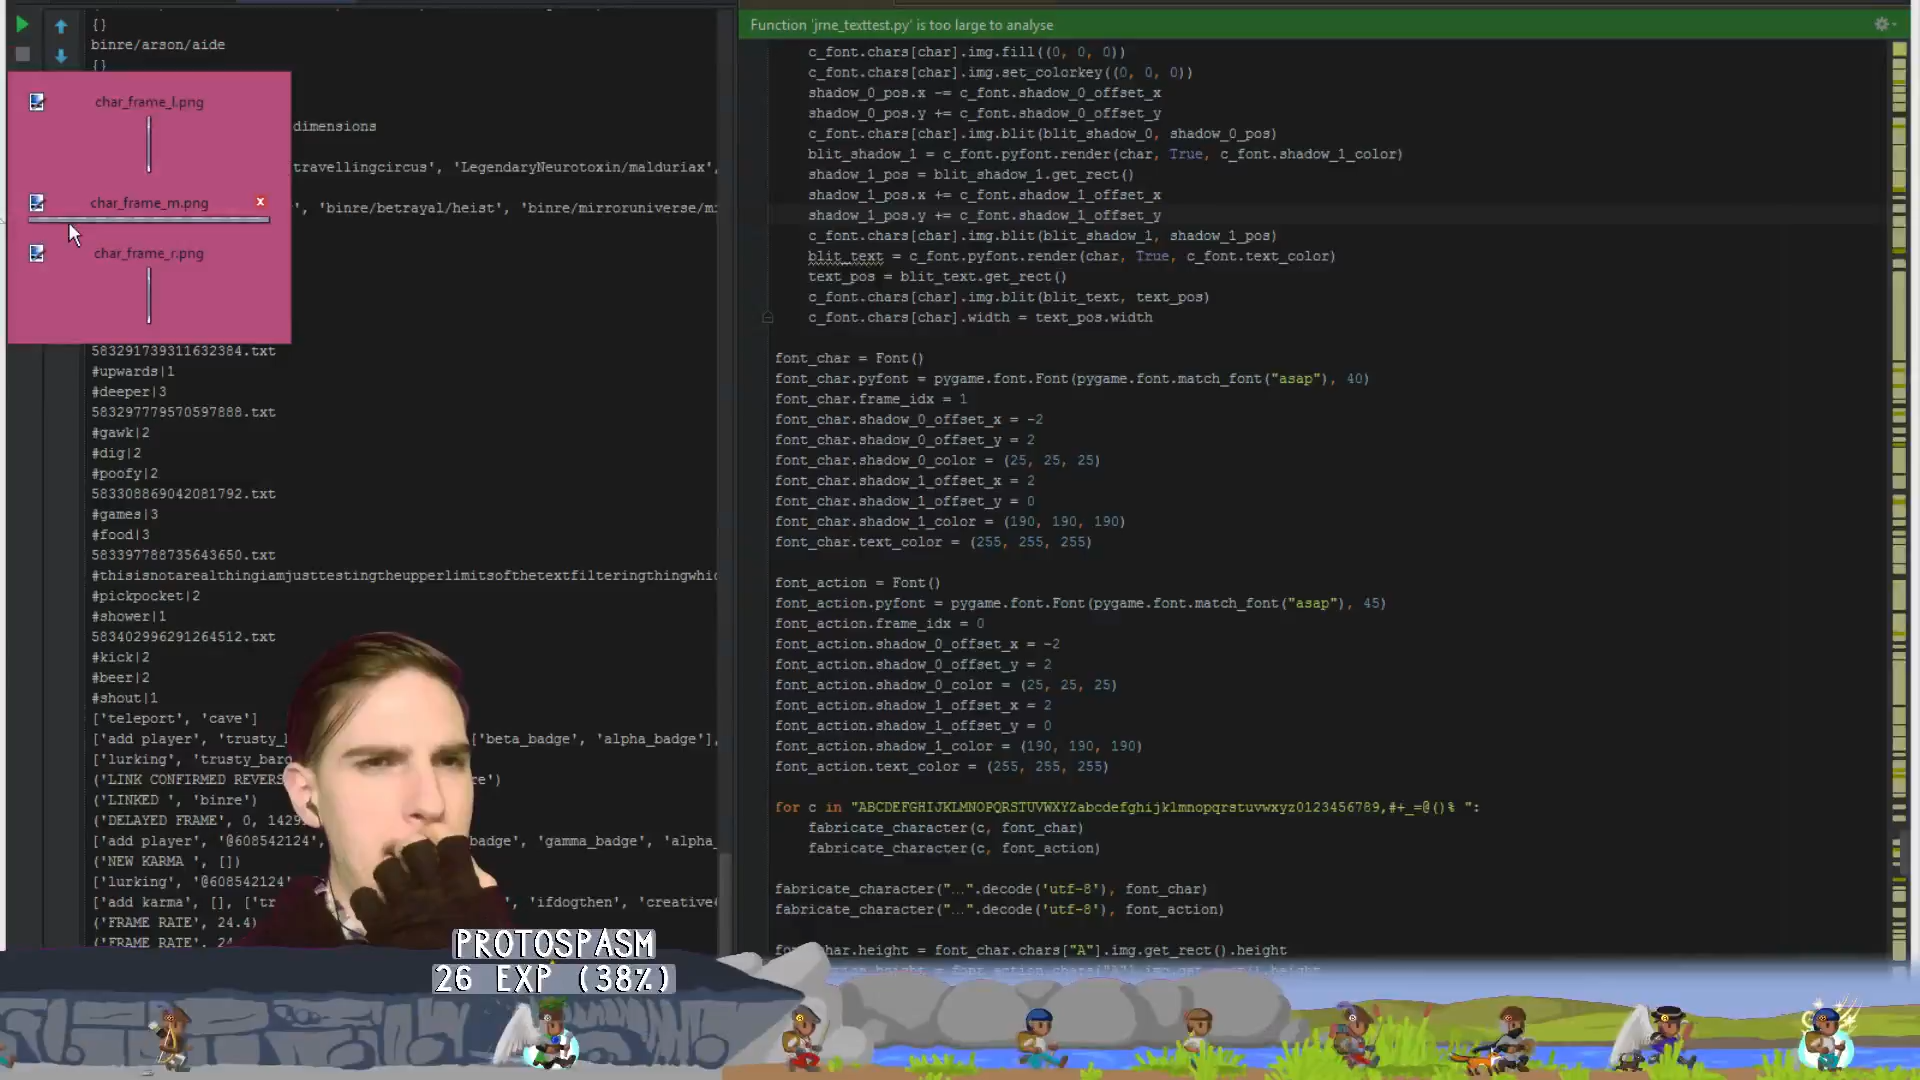 {}
binre/arson/aide
{}
char_frame_l.png
dimensions
travellingcircus', 'LegendaryNeurotoxin/malduriax',
char_frame_m.png
x
', 'binre/betrayal/heist', 'binre/mirroruniverse/mi
char_frame_r.png
583291739311632384.txt
#upwards|1
#deeper|3
583297779570597888.txt
#gawk|2
#dig|2
#poofy|2
583308869042081792.txt
#games|3
#food|3
583397788735643650.txt
#thisisnotarealthingiamjusttestingtheupperlimitsofthetextfilteringthingwhic
#pickpocket|2
#shower|1
583402996291264512.txt
#kick|2
#beer|2
#shout|1
['teleport', 'cave']
['add player', 'trusty_ ['beta_badge', 'alpha_badge'],
['lurking', 'trusty_bard
('LINK CONFIRMED REVERS re')
('LINKED ', 'binre')
('DELAYED FRAME', 0, 1429
['add player', '@608542124 badge', 'gamma_badge', 'alpha_
('NEW KARMA ', [])
['lurking', '@608542124'
['add karma', [], ['tr , 'ifdogthen', 'creative
('FRAME RATE', 24.4)
('FRAME RATE', 24
Function 'jrne_texttest.py' is too large to analyse
c_font.chars[char].img.fill((0, 0, 0))
c_font.chars[char].img.set_colorkey((0, 0, 0))
shadow_0_pos.x -= c_font.shadow_0_offset_x
shadow_0_pos.y += c_font.shadow_0_offset_y
c_font.chars[char].img.blit(blit_shadow_0, shadow_0_pos)
blit_shadow_1 = c_font.pyfont.render(char, True, c_font.shadow_1_color)
shadow_1_pos = blit_shadow_1.get_rect()
shadow_1_pos.x += c_font.shadow_1_offset_x
shadow_1_pos.y += c_font.shadow_1_offset_y
c_font.chars[char].img.blit(blit_shadow_1, shadow_1_pos)
blit_text = c_font.pyfont.render(char, True, c_font.text_color)
text_pos = blit_text.get_rect()
c_font.chars[char].img.blit(blit_text, text_pos)
c_font.chars[char].width = text_pos.width
font_char = Font()
font_char.pyfont = pygame.font.Font(pygame.font.match_font("asap"), 40)
font_char.frame_idx = 1
font_char.shadow_0_offset_x = -2
font_char.shadow_0_offset_y = 2
font_char.shadow_0_color = (25, 25, 25)
font_char.shadow_1_offset_x = 2
font_char.shadow_1_offset_y = 0
font_char.shadow_1_color = (190, 190, 190)
font_char.text_color = (255, 255, 255)
font_action = Font()
font_action.pyfont = pygame.font.Font(pygame.font.match_font("asap"), 45)
font_action.frame_idx = 0
font_action.shadow_0_offset_x = -2
font_action.shadow_0_offset_y = 2
font_action.shadow_0_color = (25, 25, 25)
font_action.shadow_1_offset_x = 2
font_action.shadow_1_offset_y = 0
font_action.shadow_1_color = (190, 190, 190)
font_action.text_color = (255, 255, 255)
for c in "ABCDEFGHIJKLMNOPQRSTUVWXYZabcdefghijklmnopqrstuvwxyz0123456789,#+_=@()% ":
fabricate_character(c, font_char)
fabricate_character(c, font_action)
fabricate_character("…".decode('utf-8'), font_char)
fabricate_character("…".decode('utf-8'), font_action)
font_char.height = font_char.chars["A"].img.get_rect().height
PROTOSPASM
26 EXP (38%)